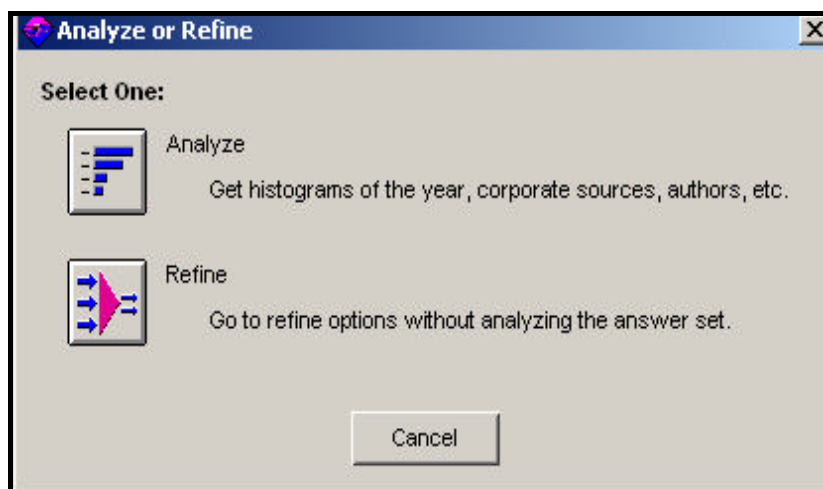 Analyze or Refine
Select One:
Analyze
Get histograms of the year, corporate sources, authors, etc.
Refine
Go to refine options without analyzing the answer set.
Cancel